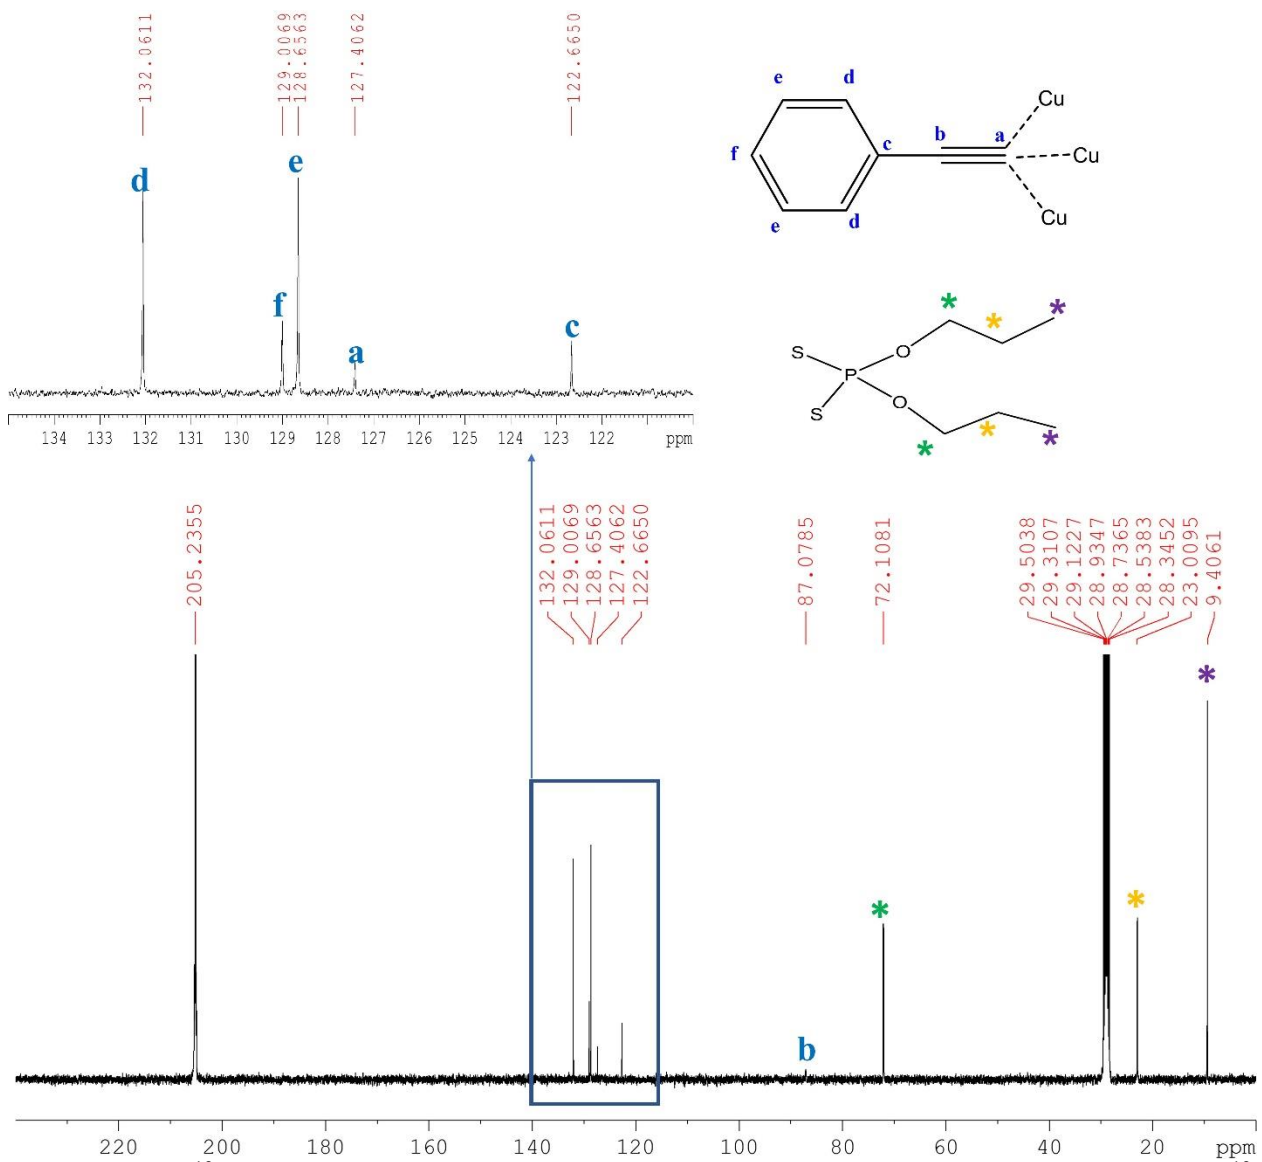 132.0611
129.0069
128.6563
127.4062
122.6650
d
f
e
a
c
134 133 132 131 130 129 128 127 126 125 124 123 122 ppm
e d
Cu
b a
f c Cu
e d
Cu
* * *
S O
P
S O
* * *
205.2355
132.0611
129.0069
128.6563
127.4062
122.6650
87.0785
72.1081
29.5038
29.3107
29.1227
28.9347
28.7365
28.5383
28.3452
23.0095
9.4061
*
* *
b
220 200 180 160 140 120 100 80 60 40 20 ppm